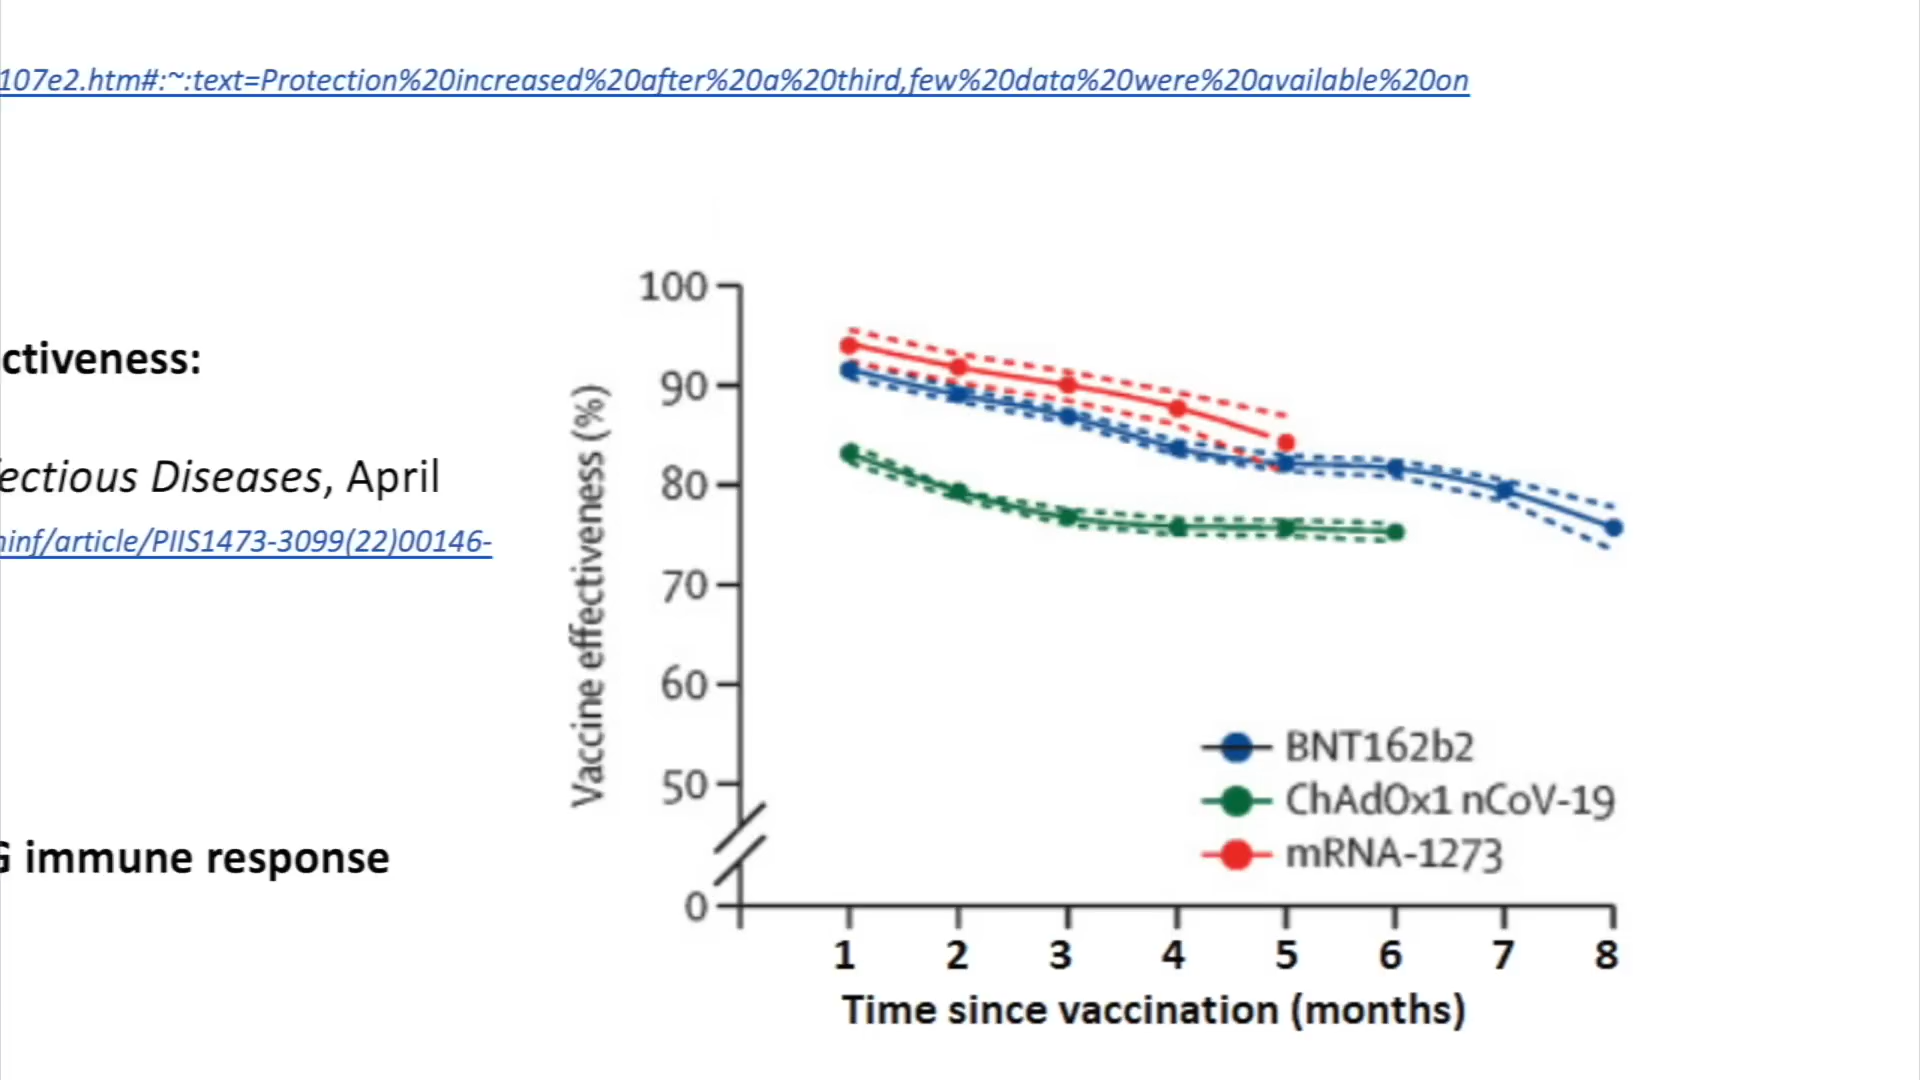 107e2.htm#:~:text=Protection%20increased%20after%20a%20third,few%20data%20were%20available%20on
ctiveness:
ectious Diseases, April
ninf/article/PIIS1473-3099(22)00146-
G immune response
Vaccine effectiveness (%)
100
90
80
70
60
50
0
BNT162b2
ChAdOx1 nCoV-19
mRNA-1273
1 2 3 4 5 6 7 8
Time since vaccination (months)